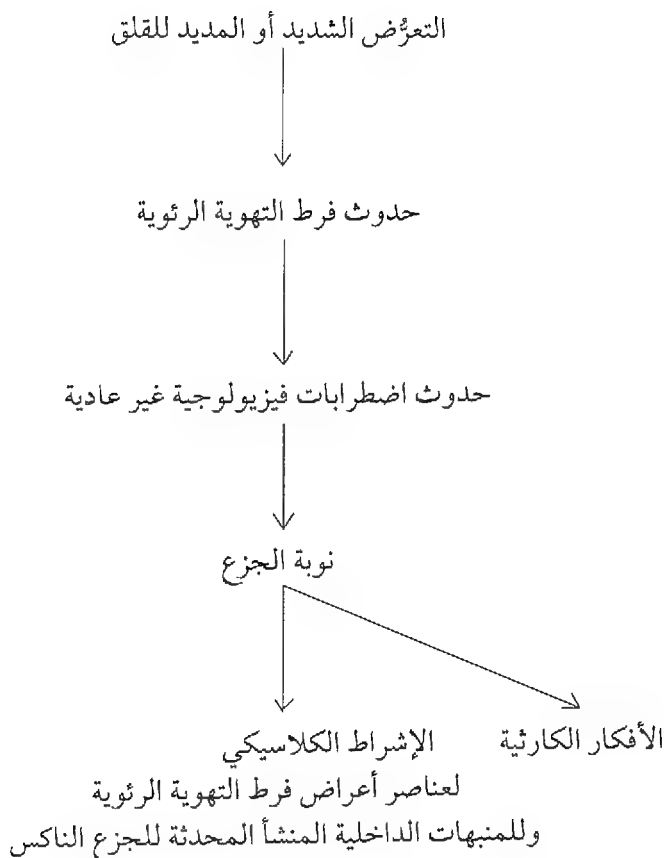 التعرُّض الشديد أو المديد للقلق
حدوث فرط التهوية الرئوية
حدوث اضطرابات فيزيولوجية غير عادية
نوبة الجزع
الإشراط الكلاسيكي
لعناصر أعراض فرط التهوية الرئوية
وللمنبهات الداخلية المنشأ المحدثة للجزع الناكس
الأفكار الكارثية